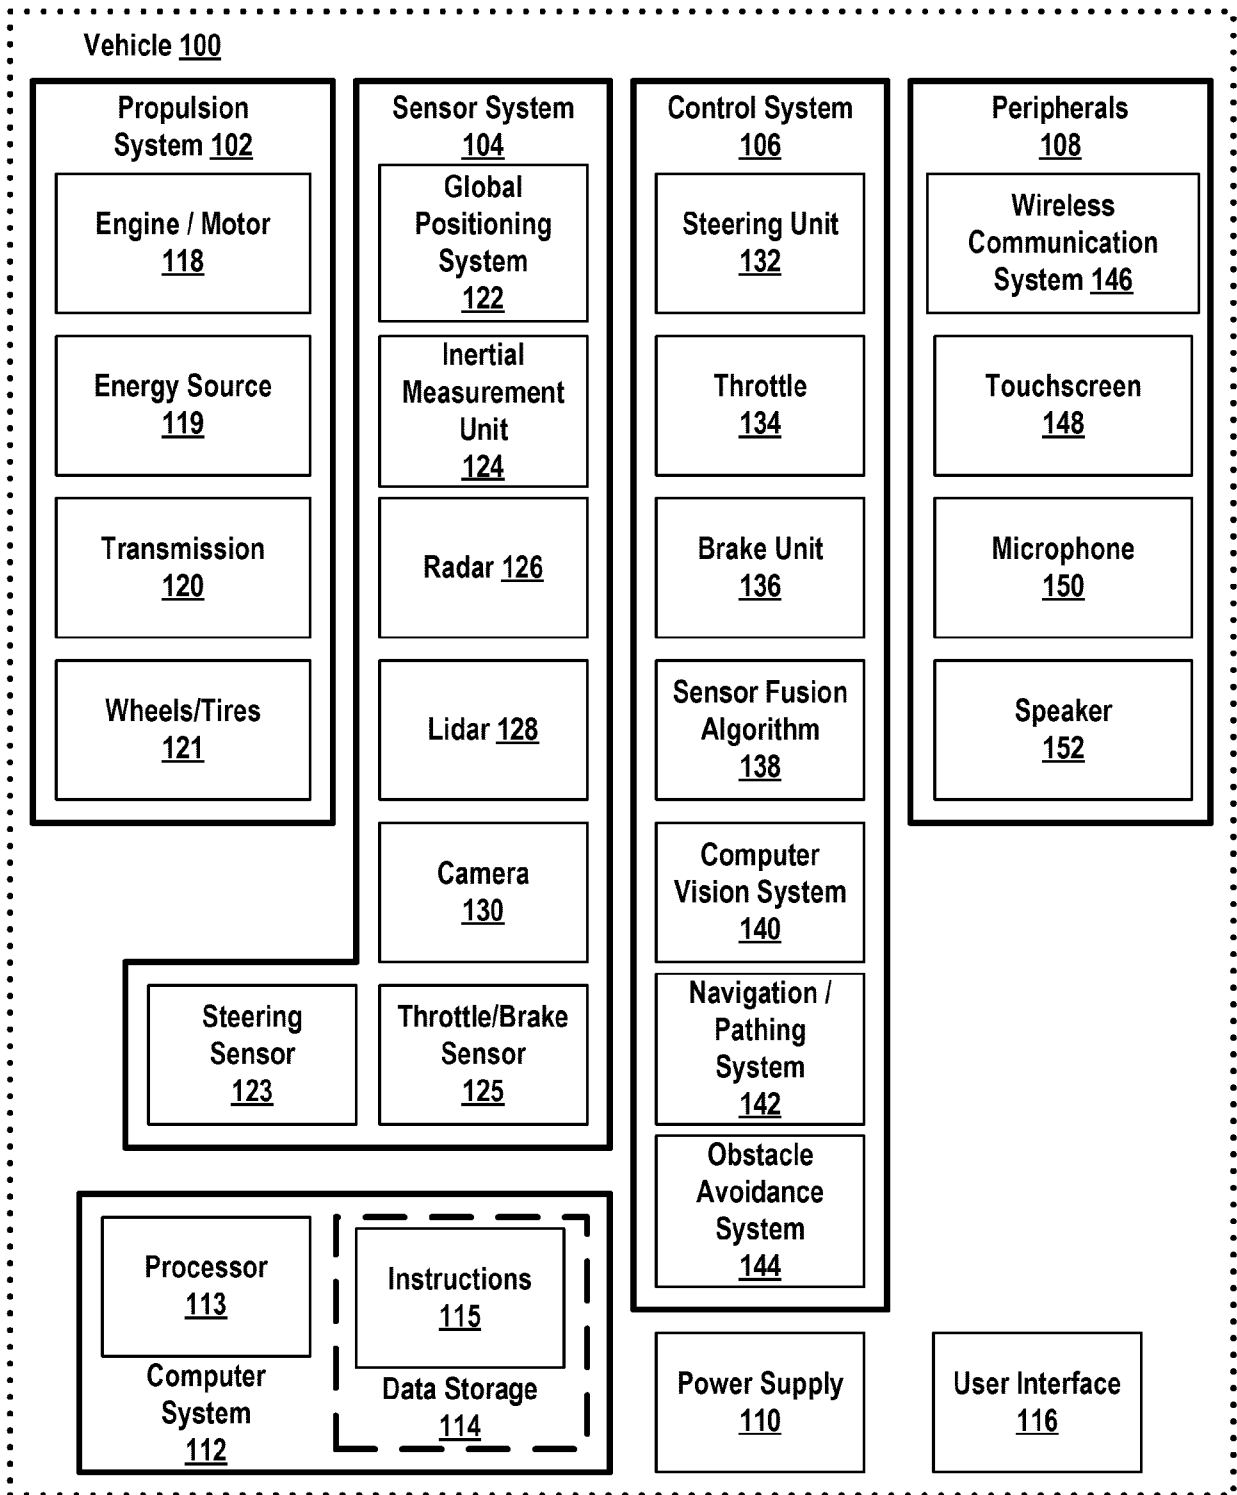 Vehicle 100
Propulsion
System 102
Engine / Motor
118
Energy Source
119
Transmission
120
Wheels/Tires
121
Sensor System
104
Global
Positioning
System
122
Inertial
Measurement
Unit
124
Radar 126
Lidar 128
Camera
130
Steering
Sensor
123
Throttle/Brake
Sensor
125
Control System
106
Steering Unit
132
Throttle
134
Brake Unit
136
Sensor Fusion
Algorithm
138
Computer
Vision System
140
Navigation /
Pathing
System
142
Obstacle
Avoidance
System
144
Peripherals
108
Wireless
Communication
System 146
Touchscreen
148
Microphone
150
Speaker
152
Processor
113
Computer
System
112
Instructions
115
Data Storage
114
Power Supply
110
User Interface
116